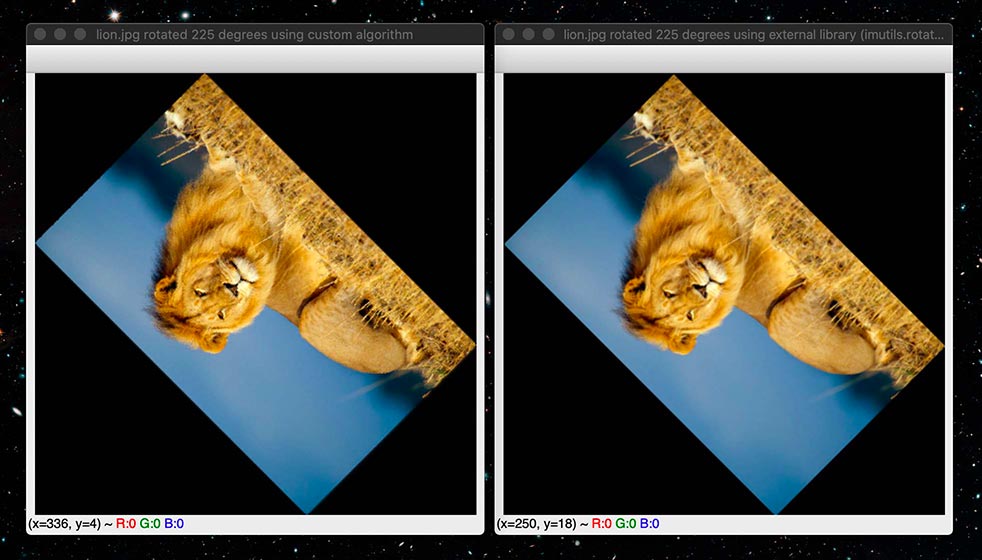 lion.jpg rotated 225 degrees using custom algorithm
lion.jpg rotated 225 degrees using external library (imutils.rotat...
(x=336, y=4) ~ R:0 G:0 B:0
(x=250, y=18) ~ R:0 G:0 B:0